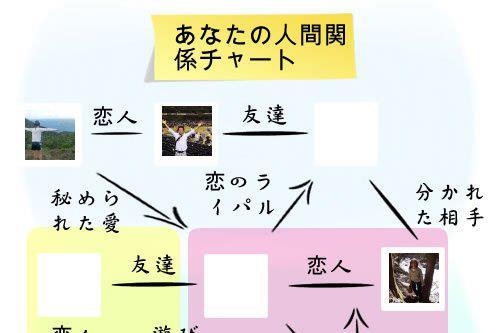 あなたの人間関
係チャート
恋人
友達
秘めら
れた愛
恋のラ
イパル
分かれ
た相手
友達
恋人
恋人
遊び